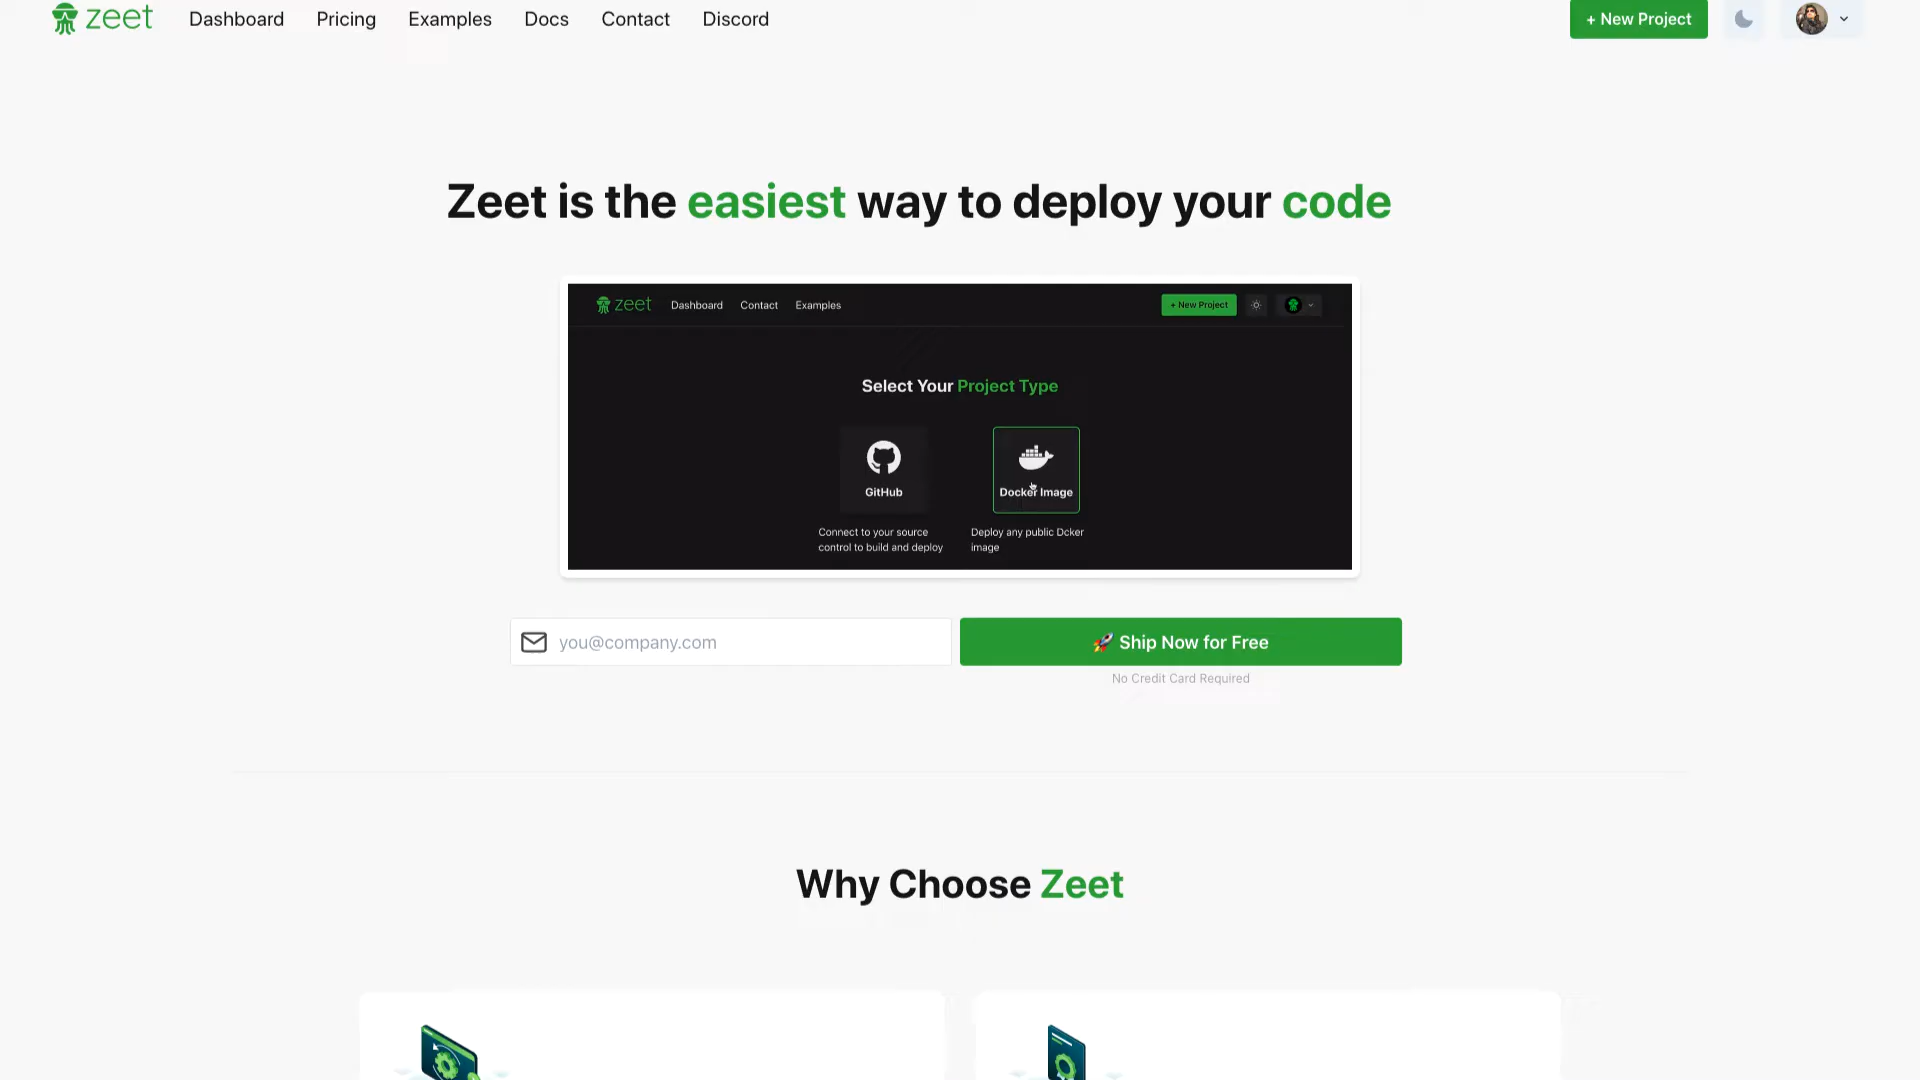 zeet Dashboard Pricing Examples Docs Contact Discord + New Project
Zeet is the easiest way to deploy your code
zeet Dashboard Contact Examples + New Project
Select Your Project Type
GitHub
Connect to your source
control to build and deploy
Docker Image
Deploy any public Dcker
image
you@company.com
🚀 Ship Now for Free
No Credit Card Required
Why Choose Zeet